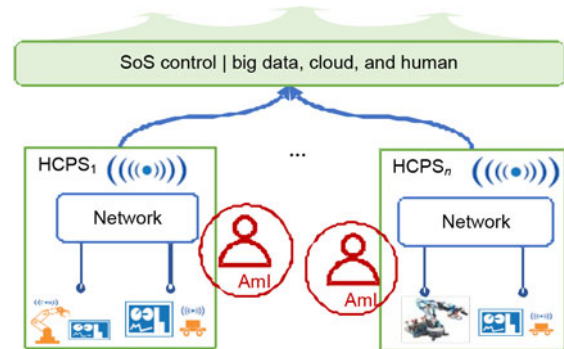 SoS control | big data, cloud, and human
...
HCPS1
HCPSn
Network
Network
AmI
AmI